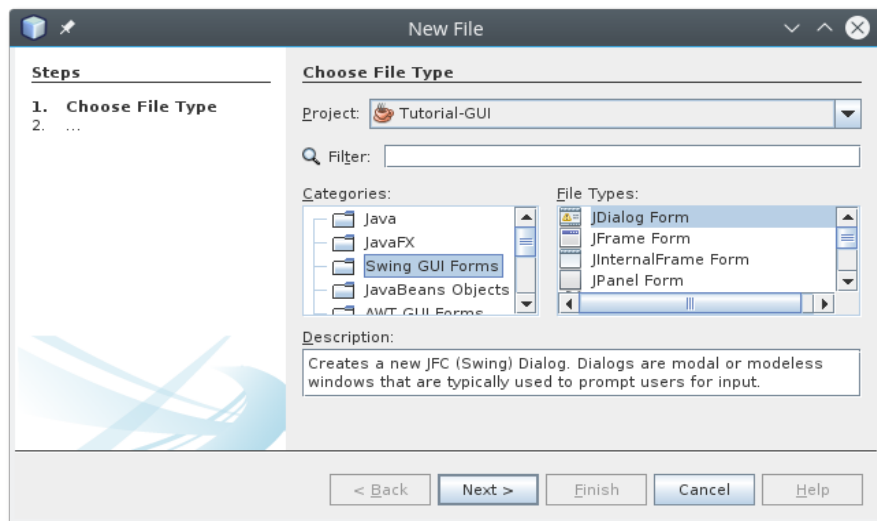 New File
Steps
1. Choose File Type
2. ...
Choose File Type
Project: Tutorial-GUI
Filter:
Categories:
Java
JavaFX
Swing GUI Forms
JavaBeans Objects
AWT GUI Forms
File Types:
JDialog Form
JFrame Form
JInternalFrame Form
JPanel Form
Description:
Creates a new JFC (Swing) Dialog. Dialogs are modal or modeless
windows that are typically used to prompt users for input.
< Back Next > Finish Cancel Help